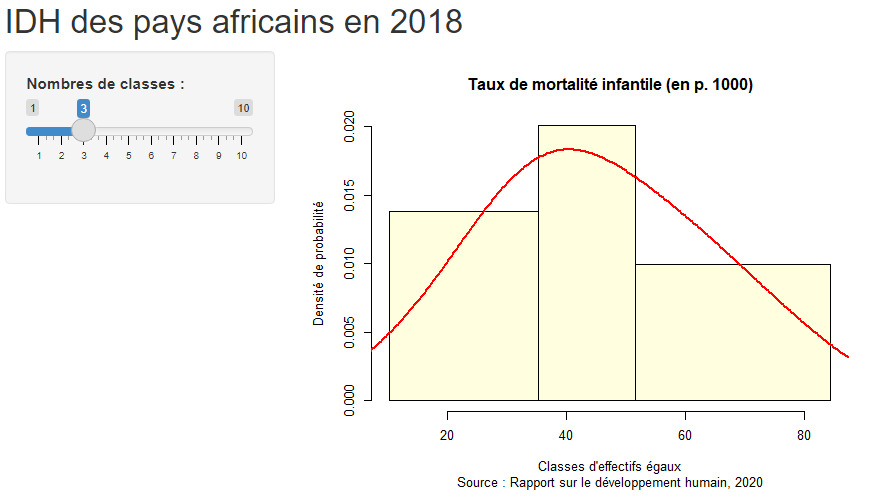 IDH des pays africains en 2018
Nombres de classes :
1 3 10
1 2 3 4 5 6 7 8 9 10
Taux de mortalité infantile (en p. 1000)
Densité de probabilité
0.020
0.015
0.010
0.005
0.000
20 40 60 80
Classes d'effectifs égaux
Source : Rapport sur le développement humain, 2020